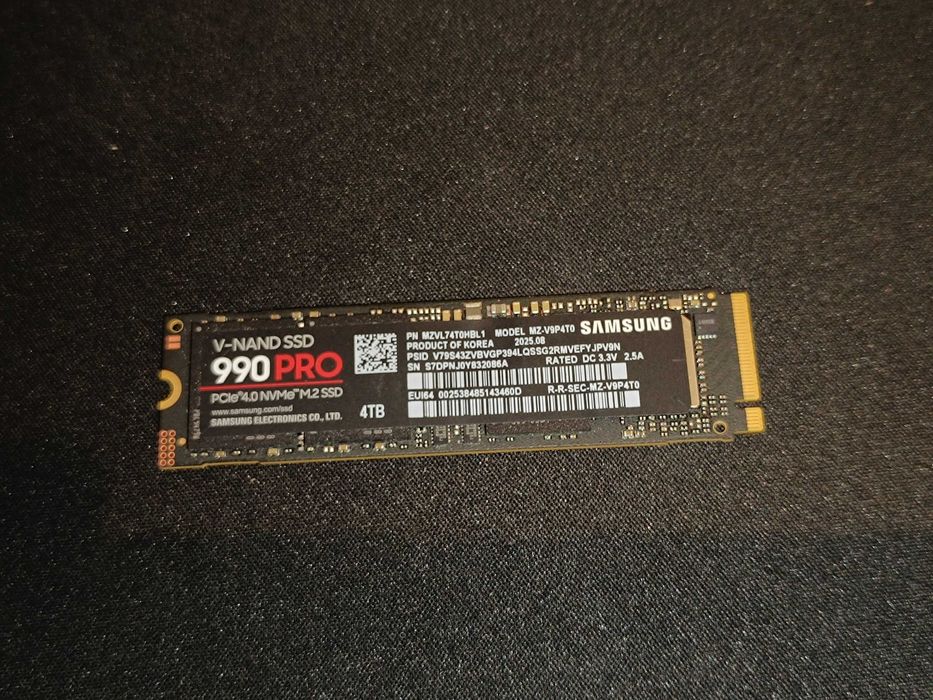 V-NAND SSD
990 PRO
PCIe® 4.0 NVMe™ M.2 SSD
www.samsung.com/ssd
SAMSUNG ELECTRONICS CO., LTD.
4TB
PN MZVL74T0HBL1 MODEL MZ-V9P4T0
SAMSUNG
PRODUCT OF KOREA 2025.08
PSID V79S43ZVBVGP394LQSSG2RMVEFYJPV9N
SN S7DPNJ0Y832086A RATED DC 3.3V 2.5A
EUI64 002538485143460D R-R-SEC-MZ-V9P4T0